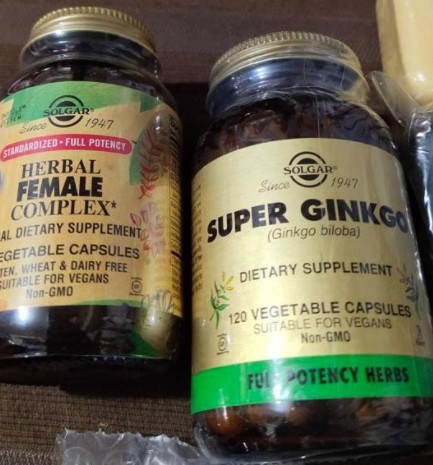 SOLGAR®
Since 1947
STANDARDIZED • FULL POTENCY
HERBAL
FEMALE
COMPLEX*
AL DIETARY SUPPLEMENT
EGETABLE CAPSULES
TEN, WHEAT & DAIRY FREE
SUITABLE FOR VEGANS
Non-GMO
SOLGAR®
Since 1947
SUPER GINKGO
(Ginkgo biloba)
DIETARY SUPPLEMENT
120 VEGETABLE CAPSULES
SUITABLE FOR VEGANS
Non-GMO
FULL POTENCY HERBS